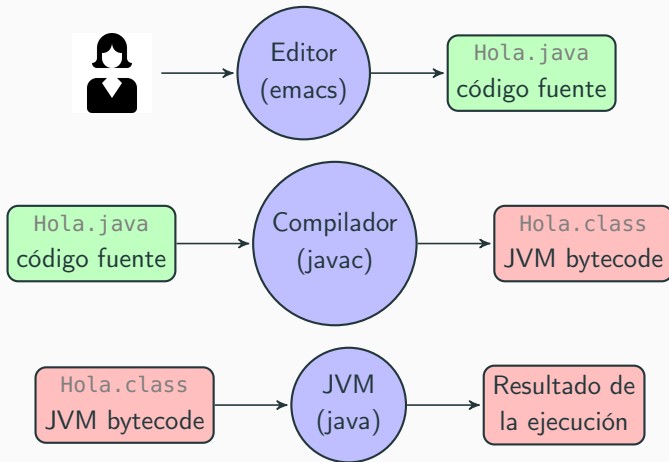 Editor
(emacs)
Hola.java
código fuente
Hola.java
código fuente
Compilador
(javac)
Hola.class
JVM bytecode
Hola.class
JVM bytecode
JVM
(java)
Resultado de
la ejecución